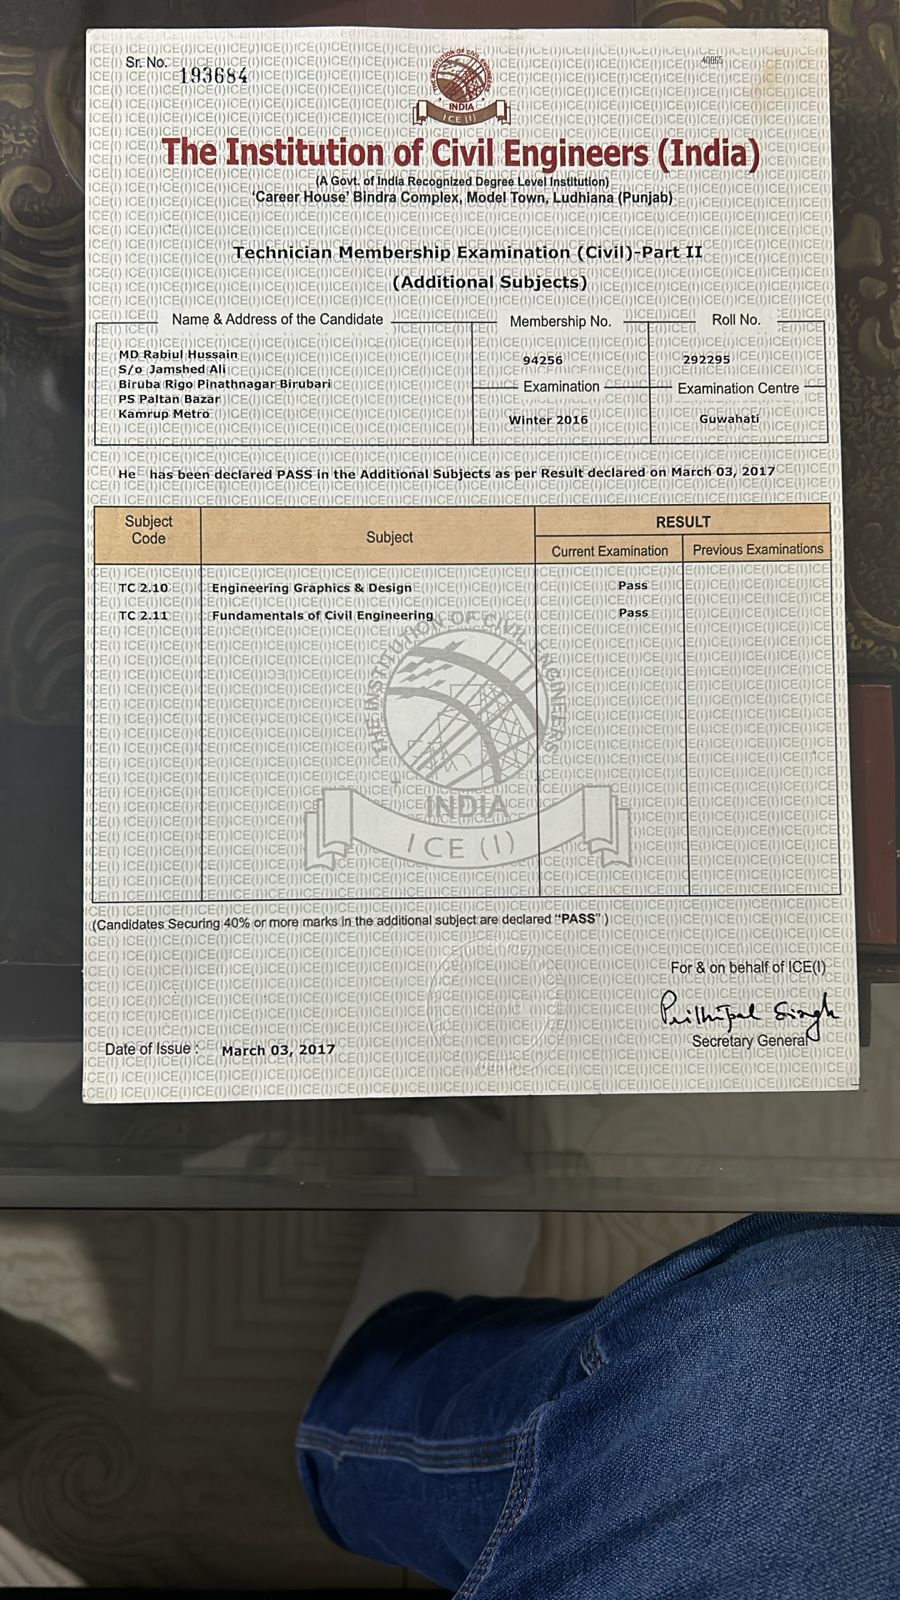 Sr. No. 193684
40865
THE INSTITUTION OF CIVIL ENGINEERS
INDIA
ICE (I)
The Institution of Civil Engineers (India)
(A Govt. of India Recognized Degree Level Institution)
'Career House' Bindra Complex, Model Town, Ludhiana (Punjab)
Technician Membership Examination (Civil)-Part II
(Additional Subjects)
Name & Address of the Candidate
Membership No.
Roll No.
MD Rabiul Hussain
S/o Jamshed Ali
Biruba Rigo Pinathnagar Birubari
PS Paltan Bazar
Kamrup Metro
94256
292295
Examination
Examination Centre
Winter 2016
Guwahati
He has been declared PASS in the Additional Subjects as per Result declared on March 03, 2017
Subject Code
Subject
RESULT
Current Examination
Previous Examinations
TC 2.10 Engineering Graphics & Design Pass
TC 2.11 Fundamentals of Civil Engineering Pass
THE INSTITUTION OF CIVIL ENGINEERS
INDIA
ICE (I)
(Candidates Securing 40% or more marks in the additional subject are declared "PASS" )
For & on behalf of ICE(I)
Prithipal Singh
Secretary General
Date of Issue : March 03, 2017